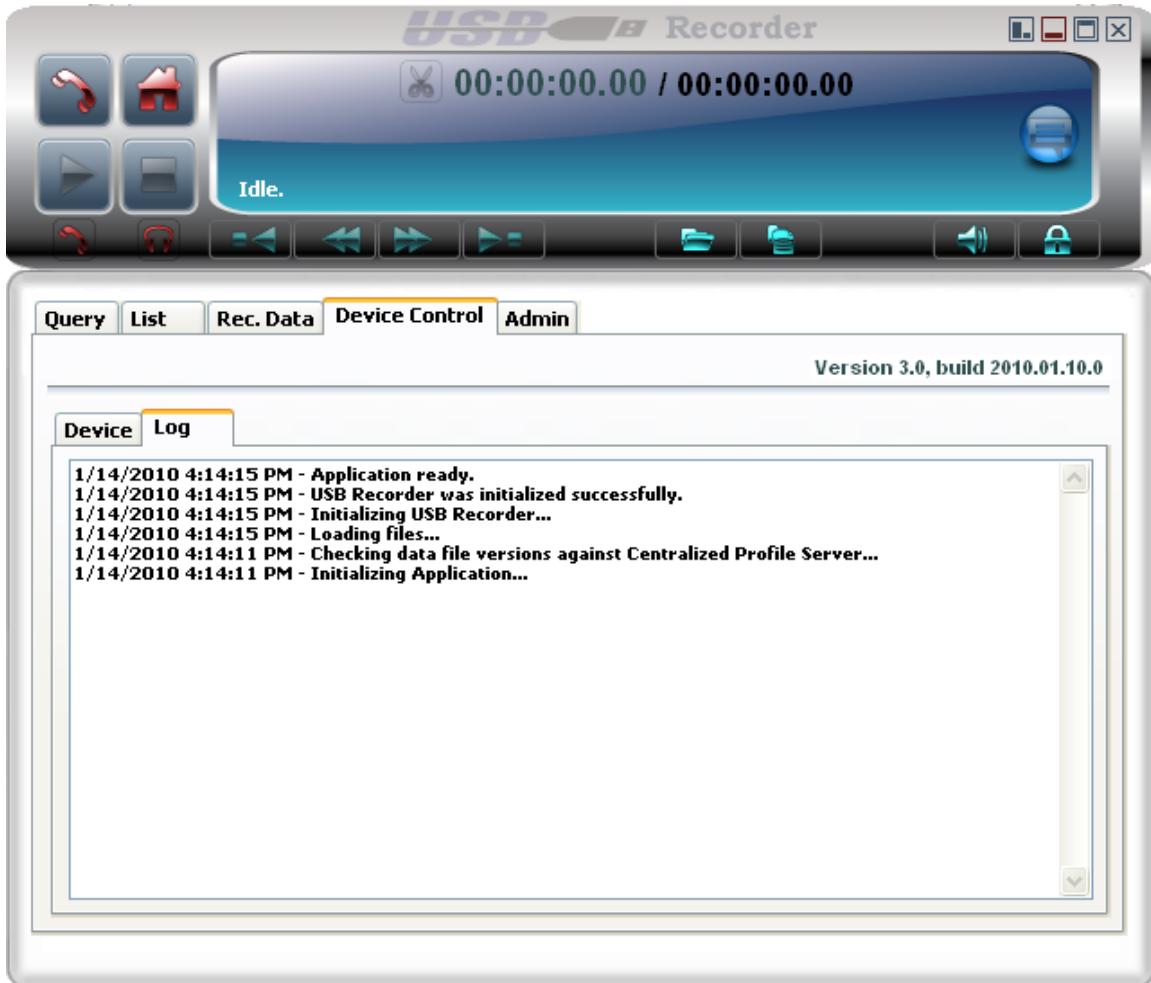 USB Recorder
00:00:00.00 / 00:00:00.00
Idle.
Query List Rec. Data Device Control Admin
Version 3.0, build 2010.01.10.0
Device Log
1/14/2010 4:14:15 PM - Application ready.
1/14/2010 4:14:15 PM - USB Recorder was initialized successfully.
1/14/2010 4:14:15 PM - Initializing USB Recorder...
1/14/2010 4:14:15 PM - Loading files...
1/14/2010 4:14:11 PM - Checking data file versions against Centralized Profile Server...
1/14/2010 4:14:11 PM - Initializing Application...